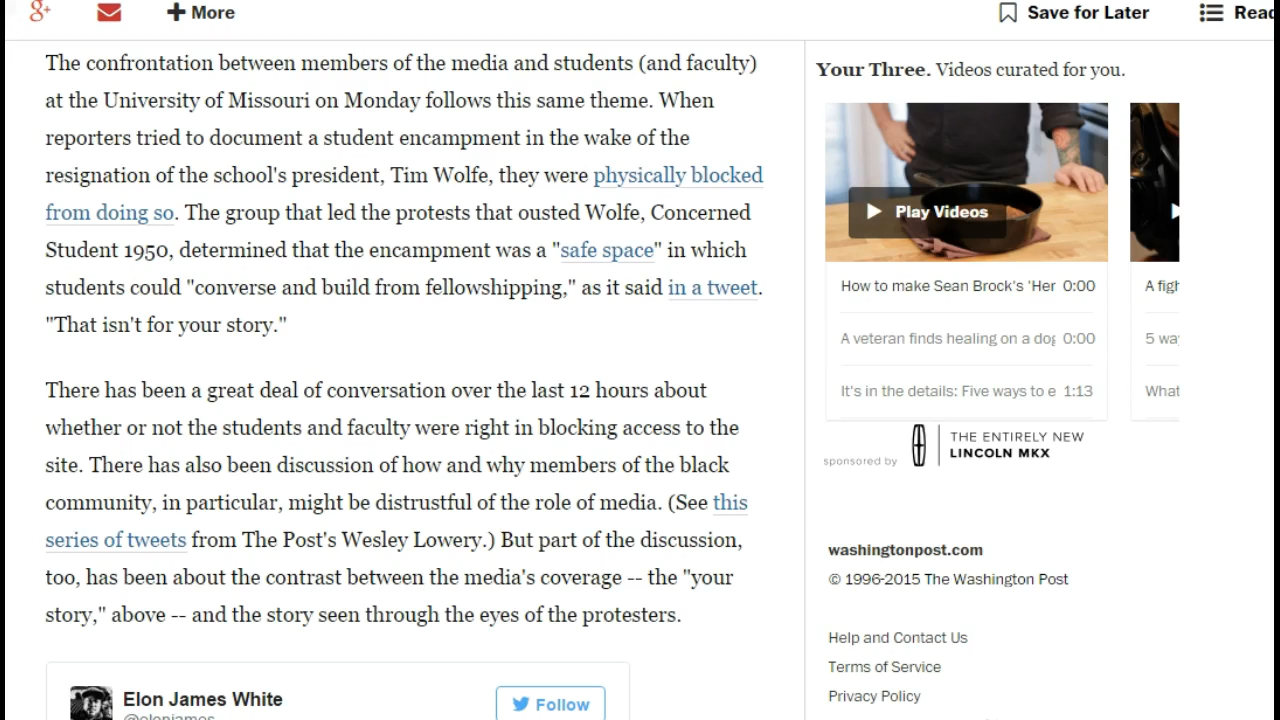 g+
More
Save for Later
Read
The confrontation between members of the media and students (and faculty)
at the University of Missouri on Monday follows this same theme. When
reporters tried to document a student encampment in the wake of the
resignation of the school's president, Tim Wolfe, they were physically blocked
from doing so. The group that led the protests that ousted Wolfe, Concerned
Student 1950, determined that the encampment was a "safe space" in which
students could "converse and build from fellowshipping," as it said in a tweet.
"That isn't for your story."
There has been a great deal of conversation over the last 12 hours about
whether or not the students and faculty were right in blocking access to the
site. There has also been discussion of how and why members of the black
community, in particular, might be distrustful of the role of media. (See this
series of tweets from The Post's Wesley Lowery.) But part of the discussion,
too, has been about the contrast between the media's coverage -- the "your
story," above -- and the story seen through the eyes of the protesters.
Elon James White
@elonjames
Follow
Your Three. Videos curated for you.
Play Videos
How to make Sean Brock's 'Her 0:00
A veteran finds healing on a dog 0:00
It's in the details: Five ways to e 1:13
A figh
5 way
What
sponsored by
THE ENTIRELY NEW
LINCOLN MKX
washingtonpost.com
© 1996-2015 The Washington Post
Help and Contact Us
Terms of Service
Privacy Policy